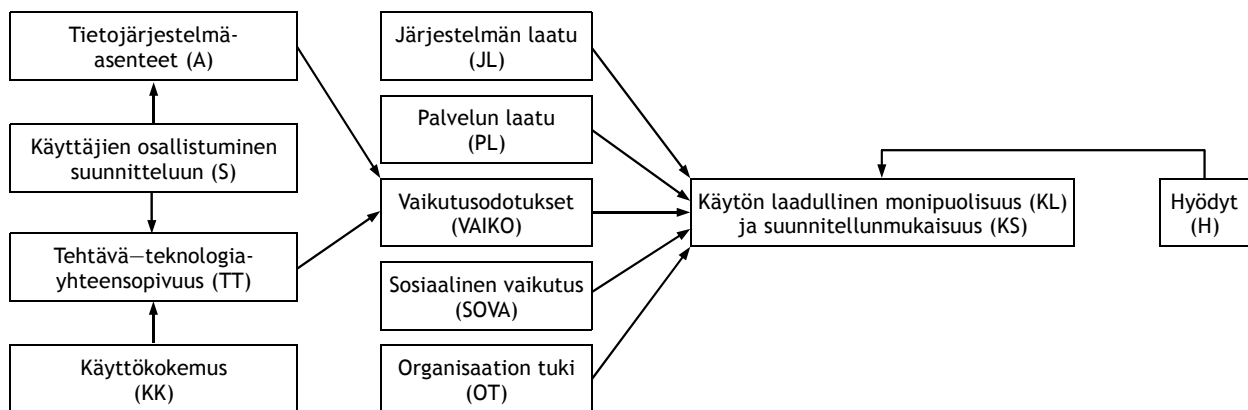 Tietojärjestelmä-
asenteet (A)
Käyttäjien osallistuminen
suunnitteluun (S)
Tehtävä—teknologia-
yhteensopivuus (TT)
Käyttökokemus
(KK)
Järjestelmän laatu
(JL)
Palvelun laatu
(PL)
Vaikutusodotukset
(VAIKO)
Sosiaalinen vaikutus
(SOVA)
Organisaation tuki
(OT)
Käytön laadullinen monipuolisuus (KL)
ja suunnitellunmukaisuus (KS)
Hyödyt
(H)